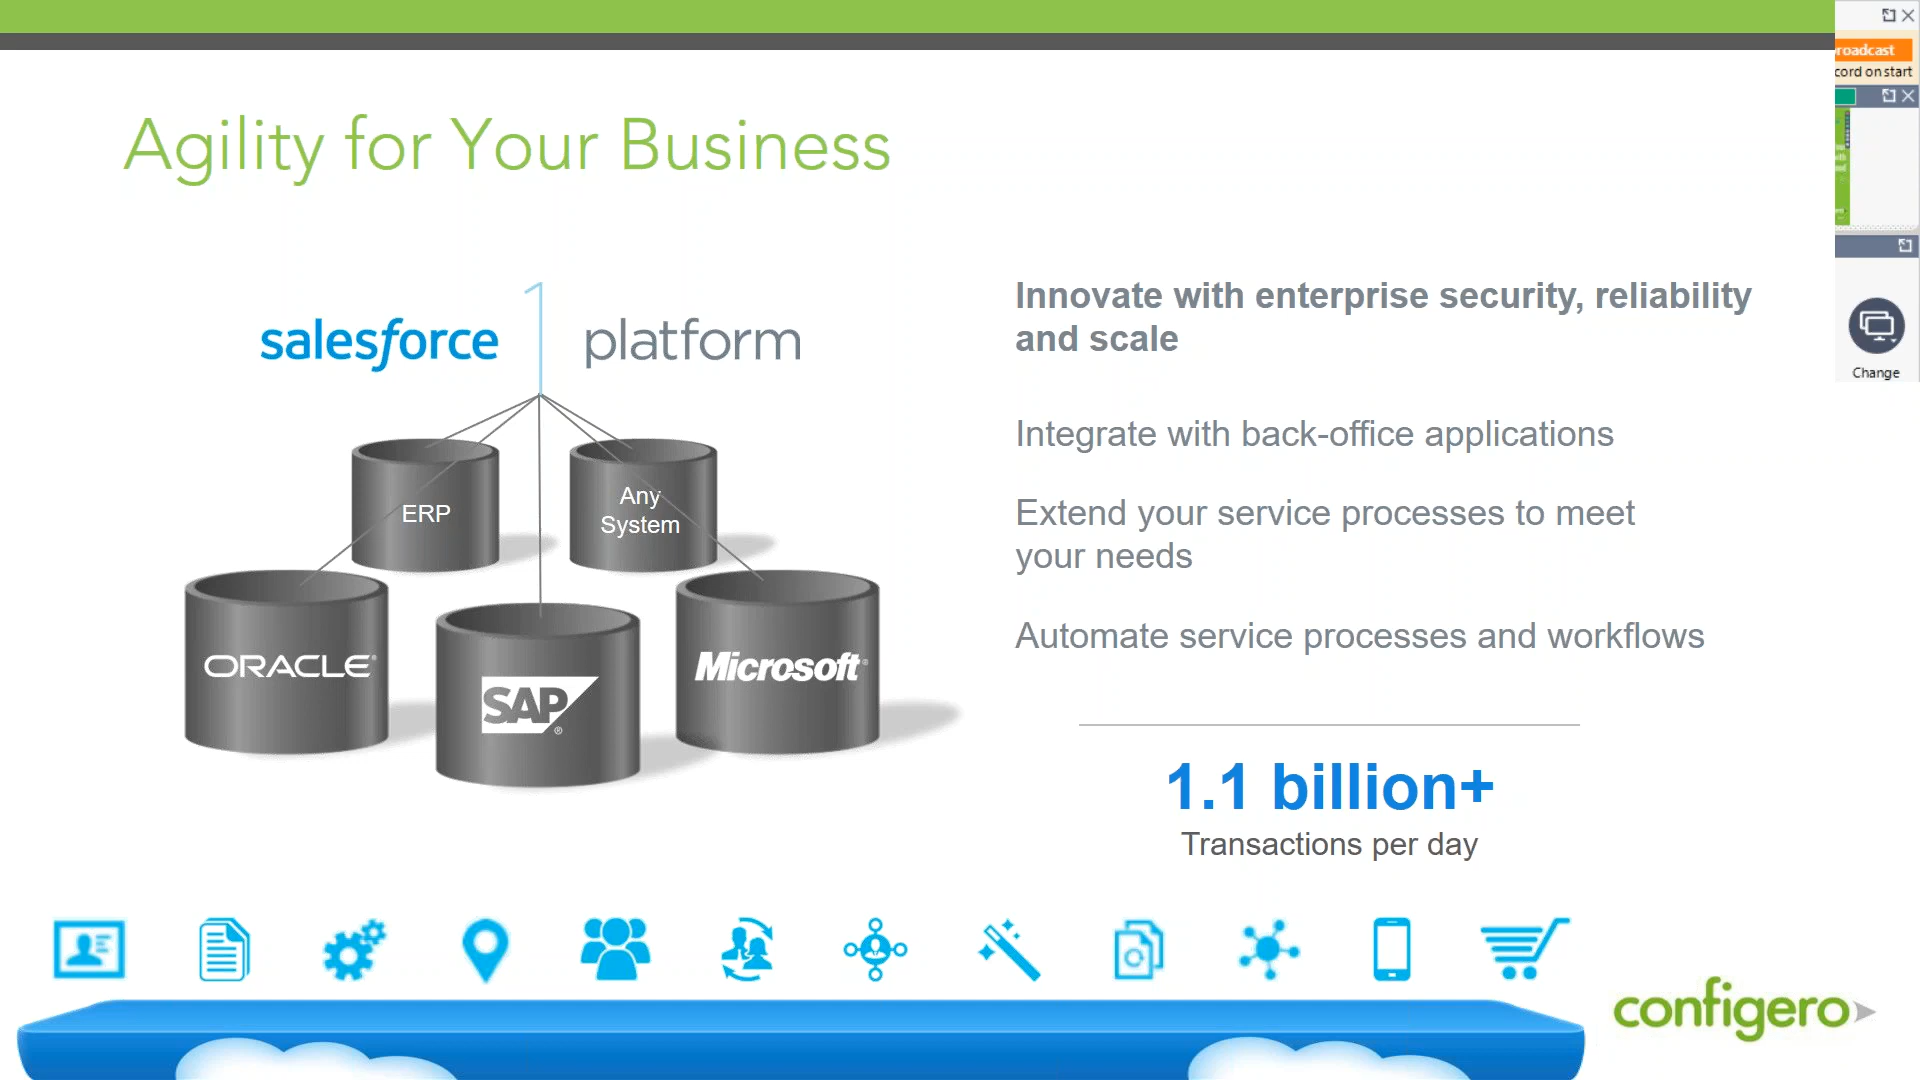 roadcast
cord on start
Agility for Your Business
salesforce 1 platform
Innovate with enterprise security, reliability
and scale
Change
Integrate with back-office applications
ERP
Any
System
Extend your service processes to meet
your needs
Automate service processes and workflows
ORACLE®
SAP®
Microsoft®
1.1 billion+
Transactions per day
configero